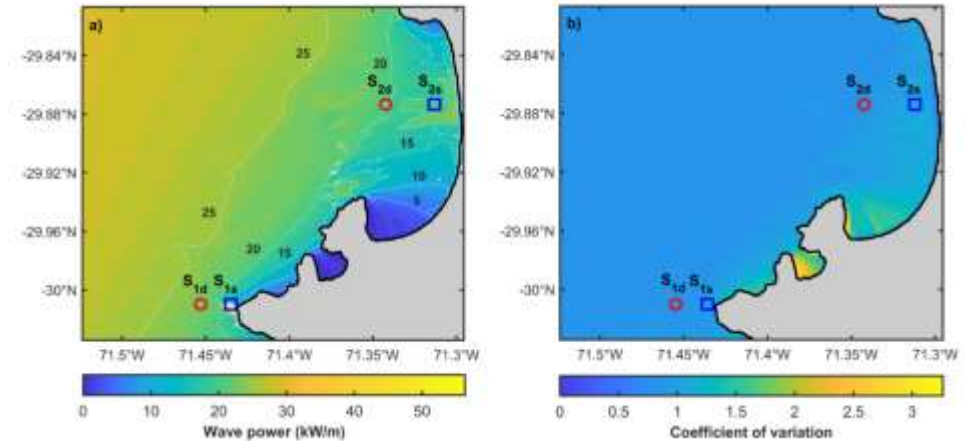 a)
25
20
S2d
S2s
15
10
5
25
20
15
S1d S1s
-29.84°N
-29.88°N
-29.92°N
-29.96°N
-30°N
71.5°W 71.45°W 71.4°W 71.35°W 71.3°W
0 10 20 30 40 50
Wave power (kW/m)
b)
S2d
S2s
S1d S1s
-29.84°N
-29.88°N
-29.92°N
-29.96°N
-30°N
71.5°W 71.45°W 71.4°W 71.35°W 71.3°W
0 0.5 1 1.5 2 2.5 3
Coefficient of variation